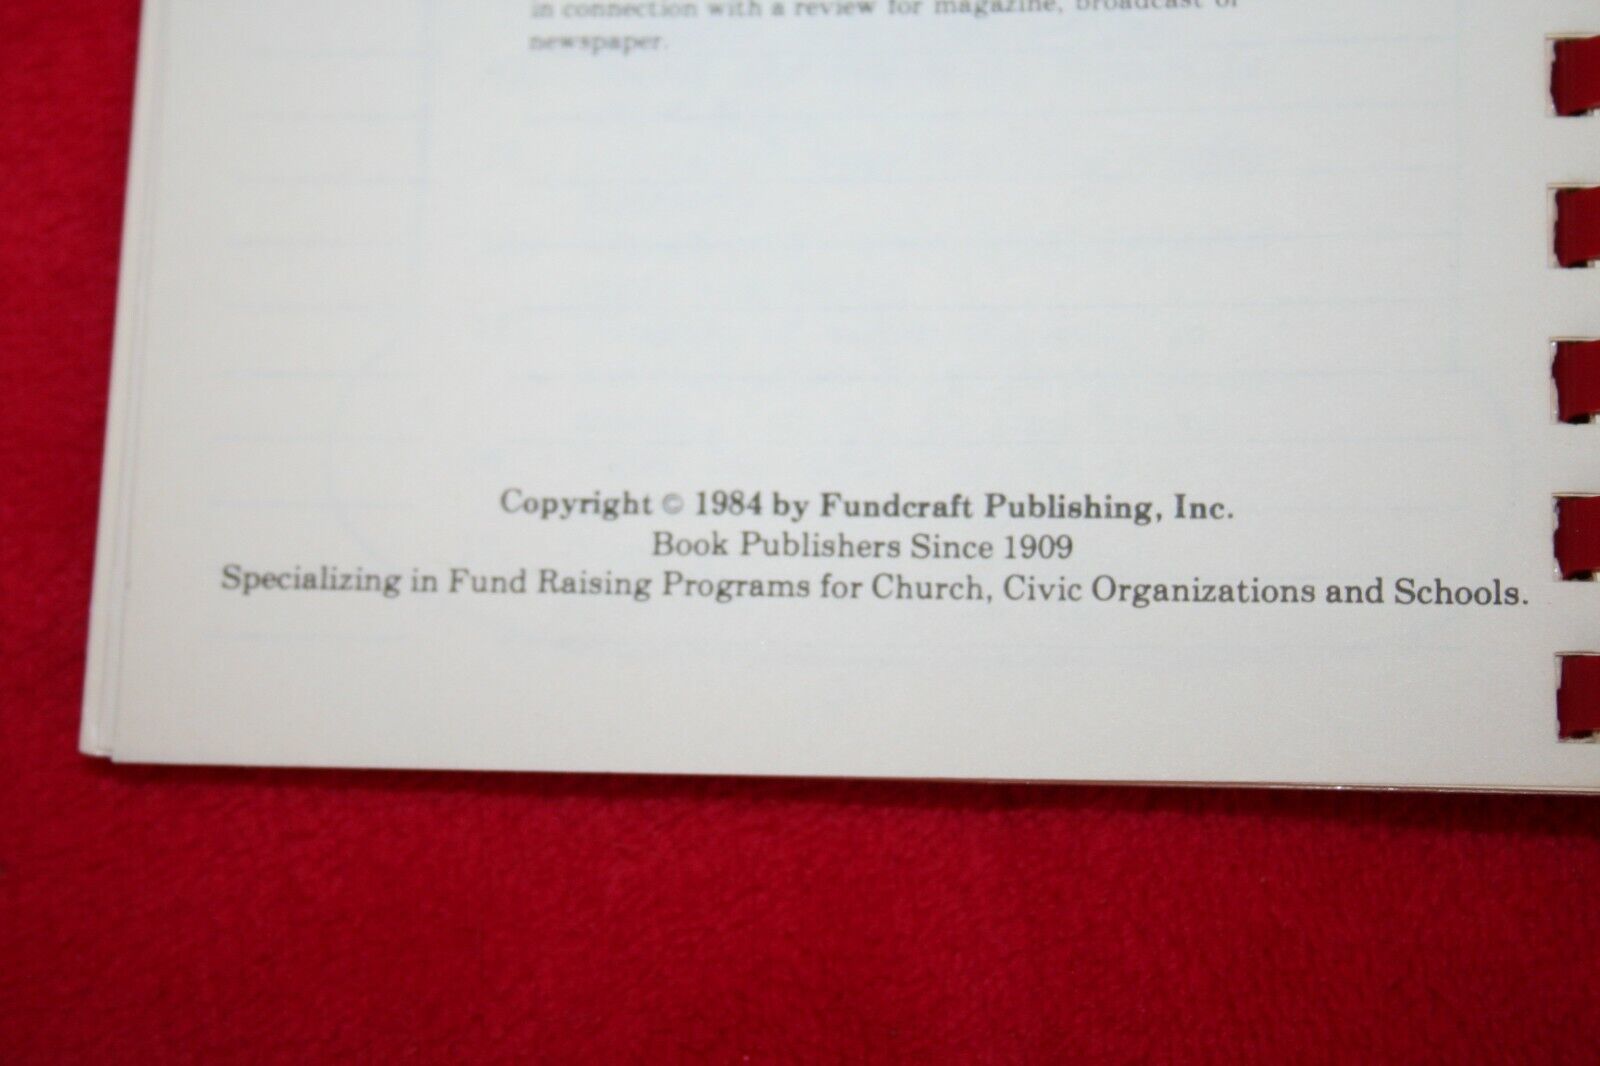 in connection with a review for magazine, broadcast or
newspaper.
Copyright © 1984 by Fundcraft Publishing, Inc.
Book Publishers Since 1909
Specializing in Fund Raising Programs for Church, Civic Organizations and Schools.